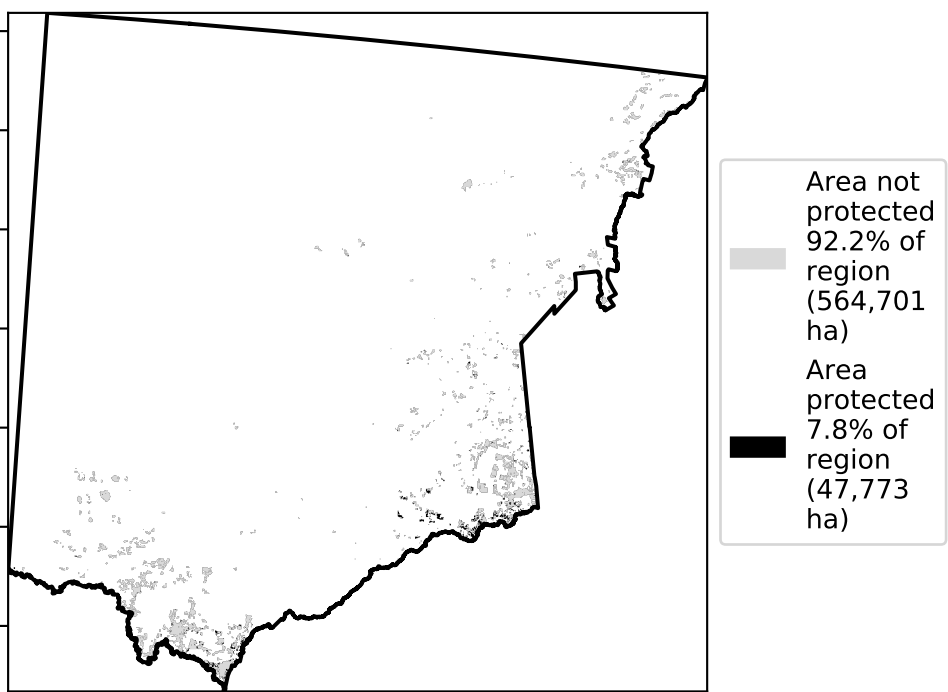 Area not
protected
92.2% of
region
(564,701
ha)
Area
protected
7.8% of
region
(47,773
ha)